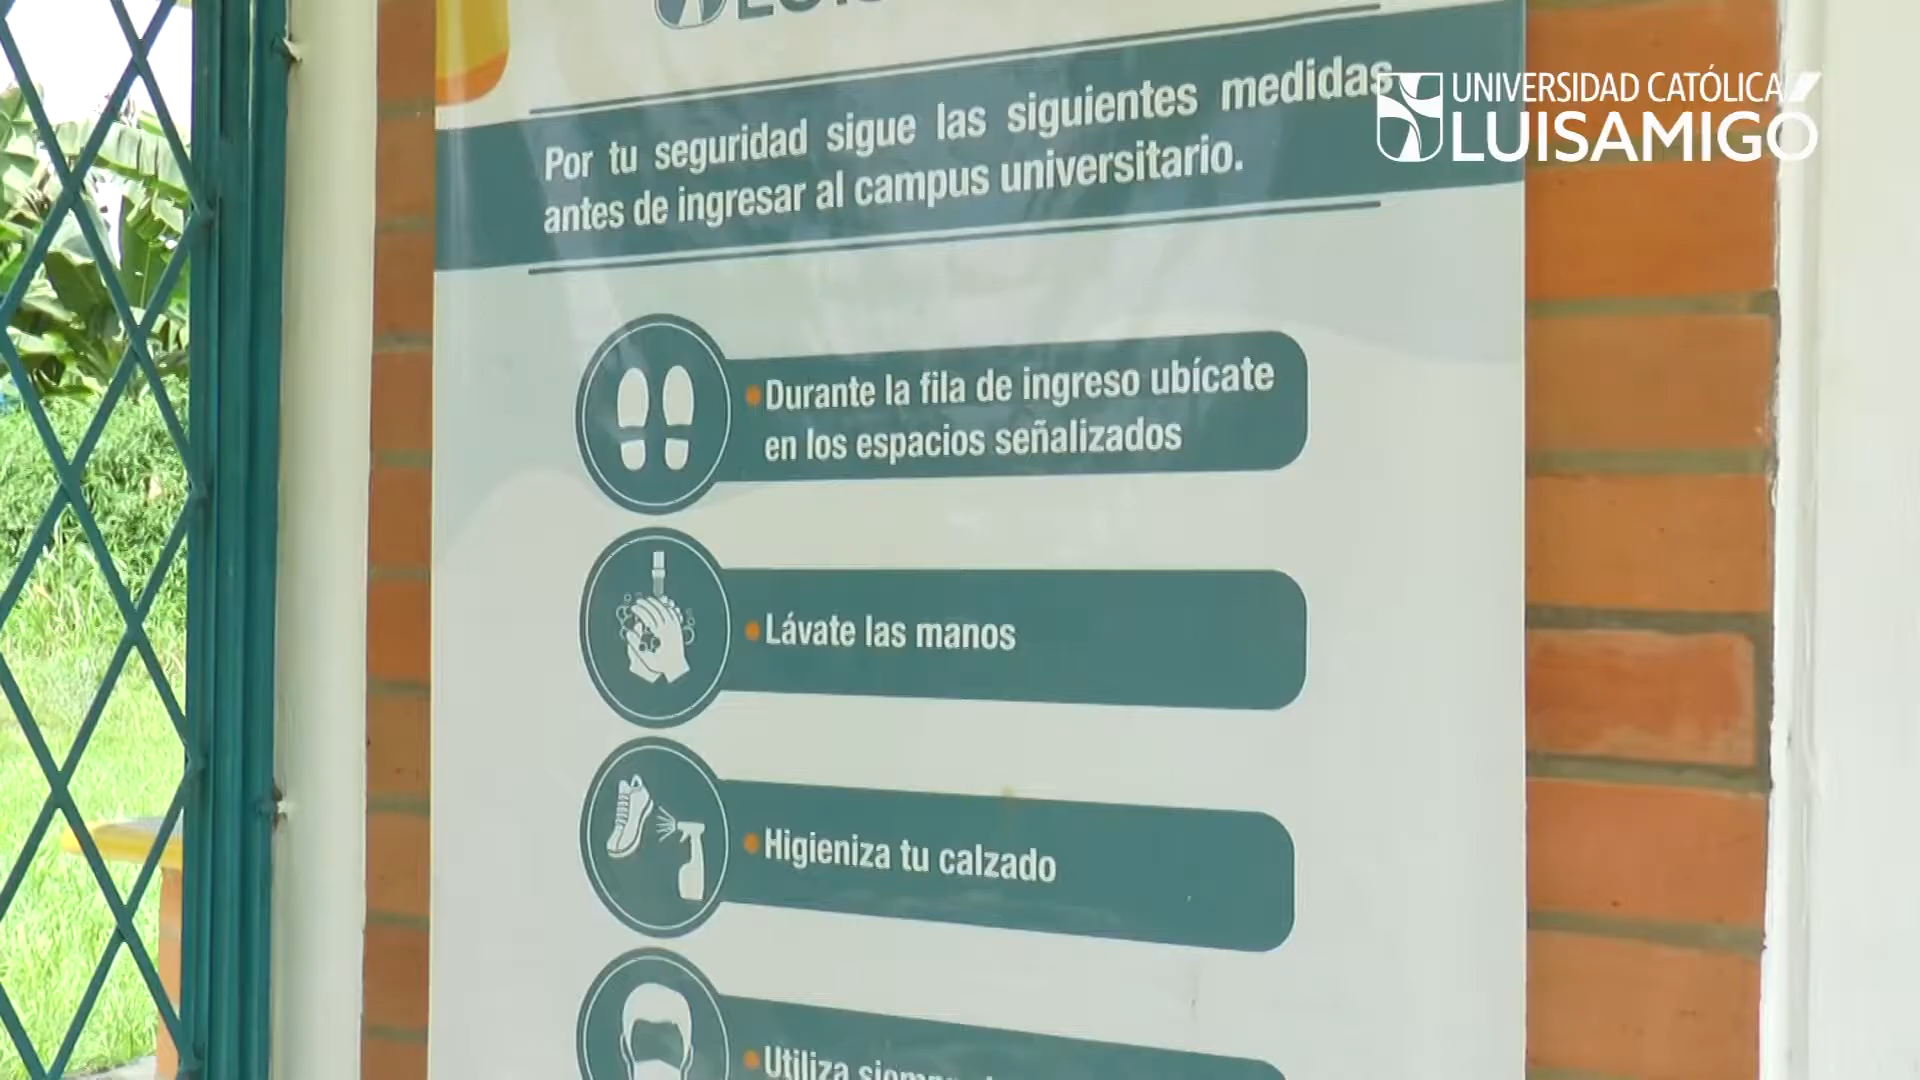 UNIVERSIDAD CATÓLICA
LUISAMIGÓ
Por tu seguridad sigue las siguientes medidas
antes de ingresar al campus universitario.
•Durante la fila de ingreso ubícate
en los espacios señalizados
•Lávate las manos
•Higieniza tu calzado
•Utiliza